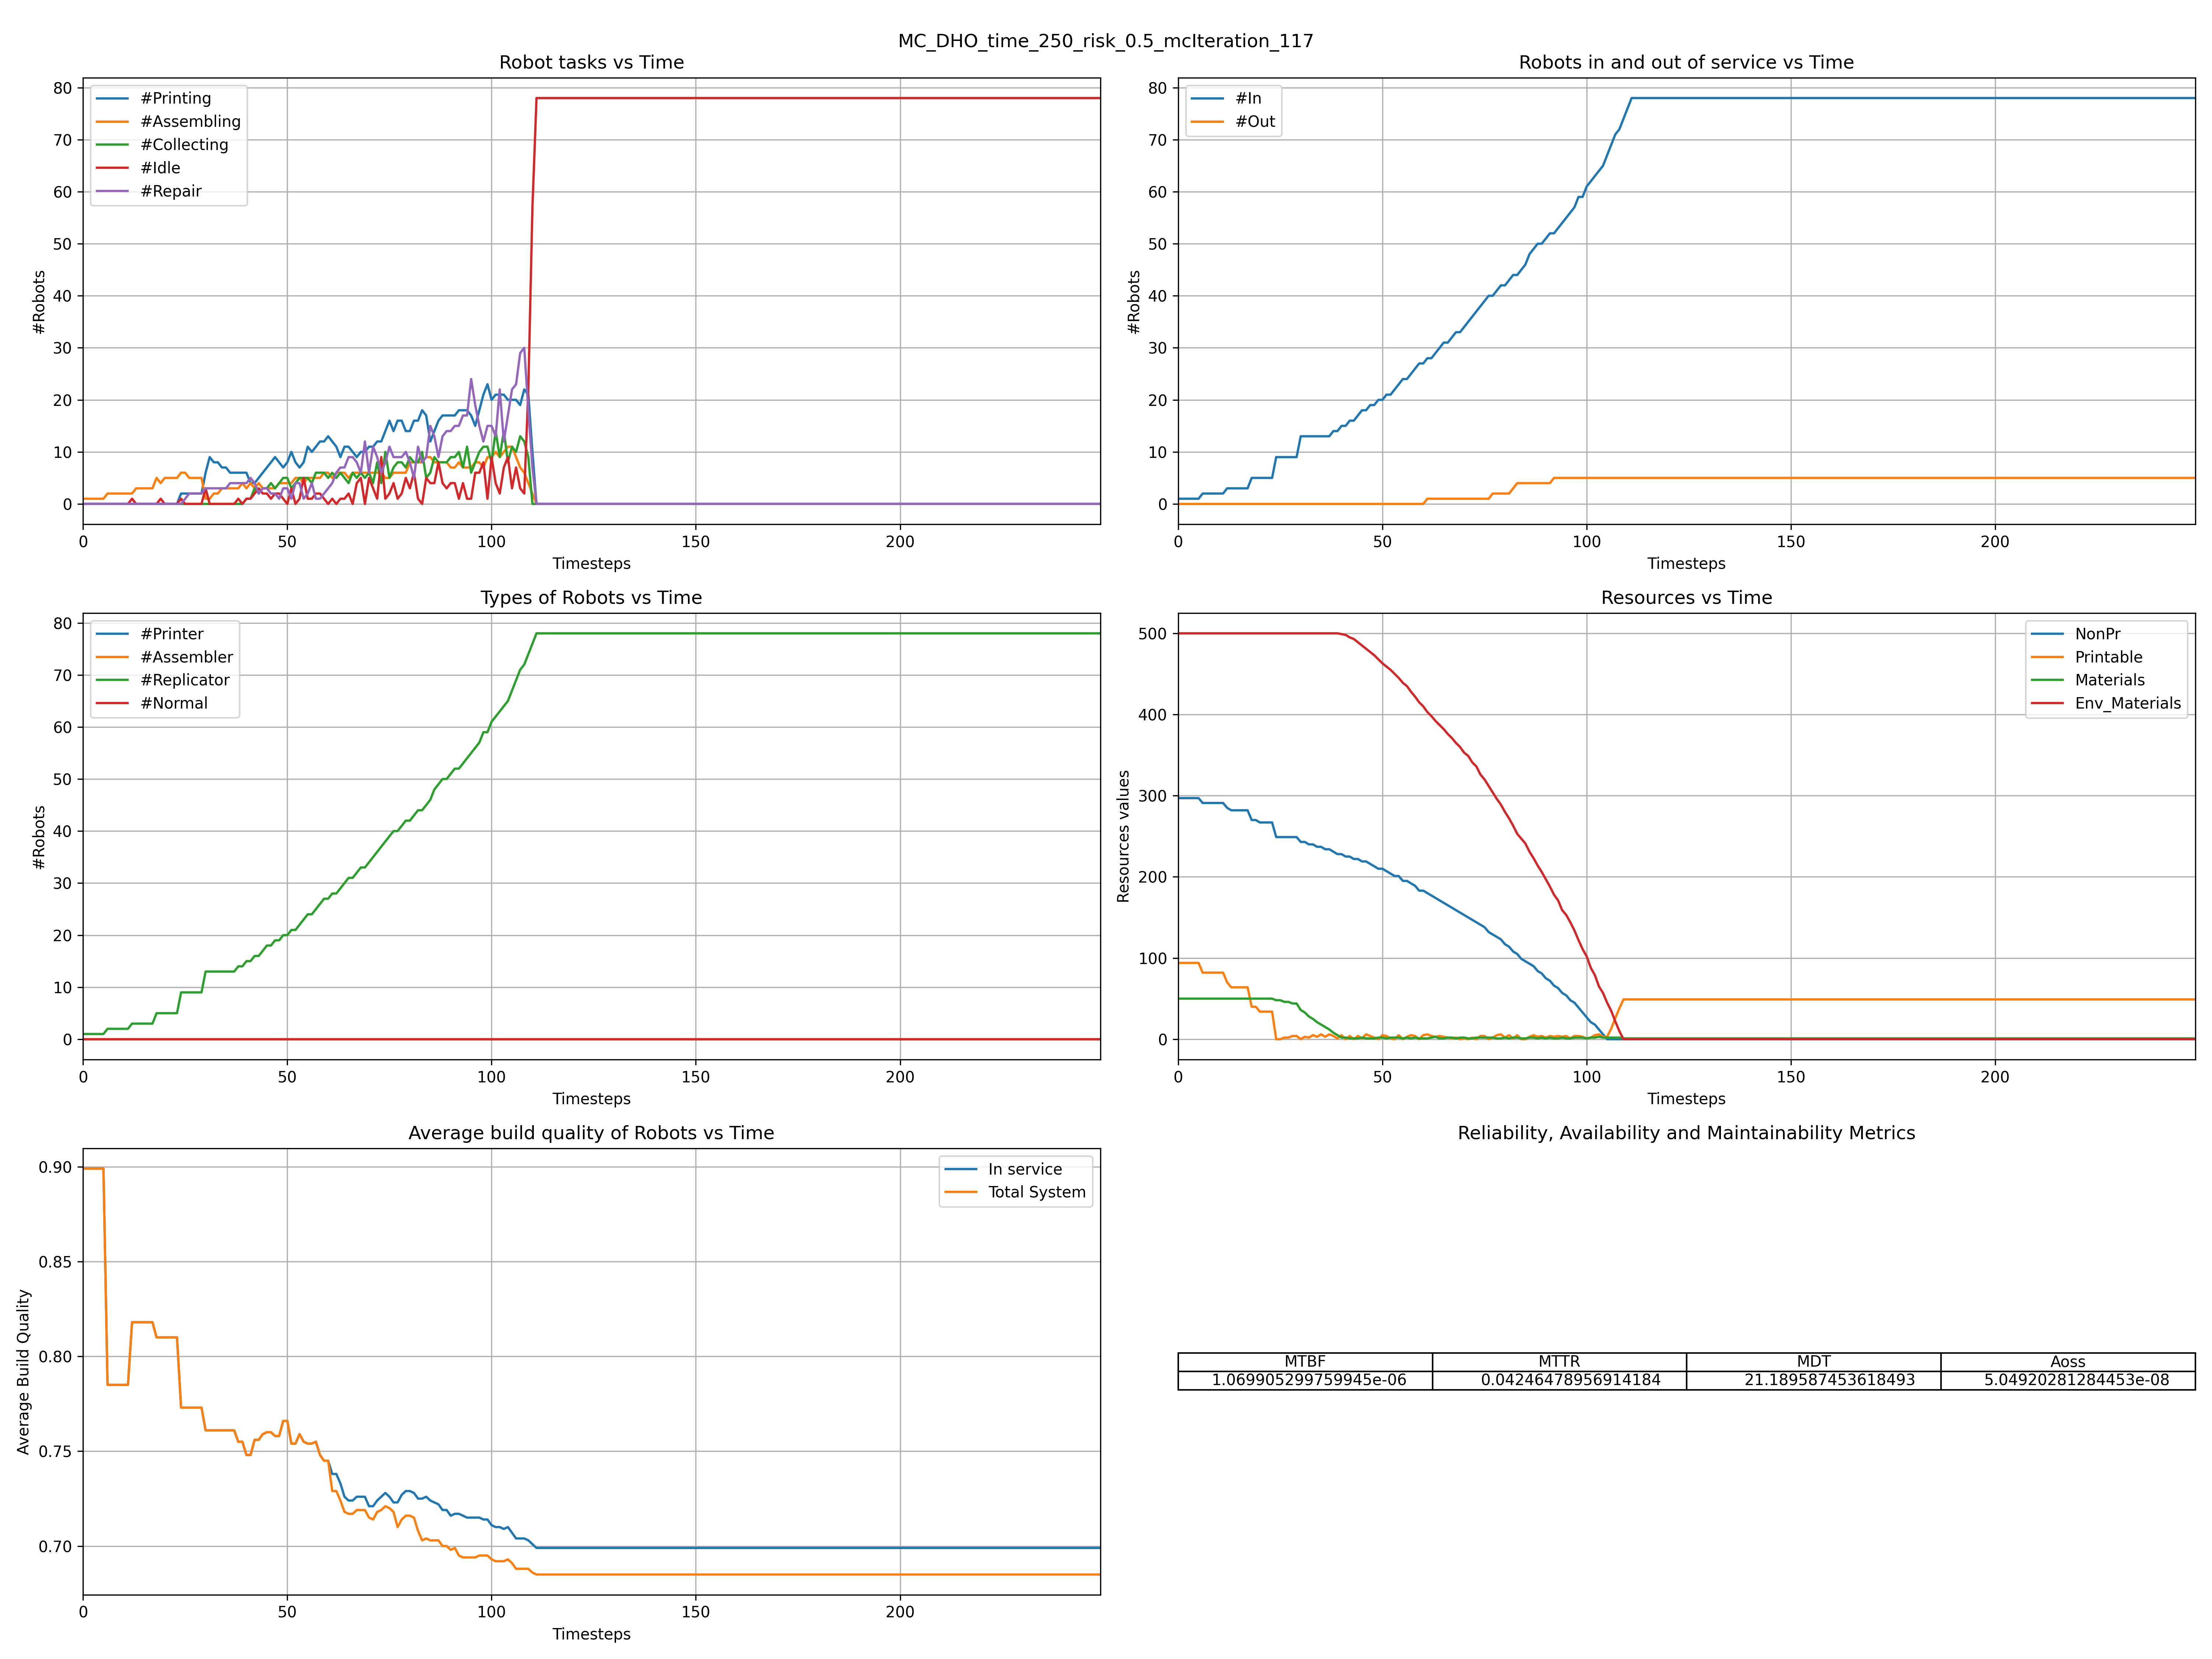 MC_DHO_time_250_risk_0.5_mcIteration_117
Robot tasks vs Time
80
70
60
50
40
30
20
10
0
#Robots
#Printing
#Assembling
#Collecting
#Idle
#Repair
0 50 100 150 200
Timesteps
Robots in and out of service vs Time
80
70
60
50
40
30
20
10
0
#Robots
#In
#Out
0 50 100 150 200
Timesteps
Types of Robots vs Time
80
70
60
50
40
30
20
10
0
#Robots
#Printer
#Assembler
#Replicator
#Normal
0 50 100 150 200
Timesteps
Resources vs Time
500
400
300
200
100
0
Resources values
NonPr
Printable
Materials
Env_Materials
0 50 100 150 200
Timesteps
Average build quality of Robots vs Time
0.90
0.85
0.80
0.75
0.70
Average Build Quality
In service
Total System
0 50 100 150 200
Timesteps
Reliability, Availability and Maintainability Metrics
MTBF MTTR MDT Aoss
1.069905299759945e-06 0.04246478956914184 21.189587453618493 5.04920281284453e-08